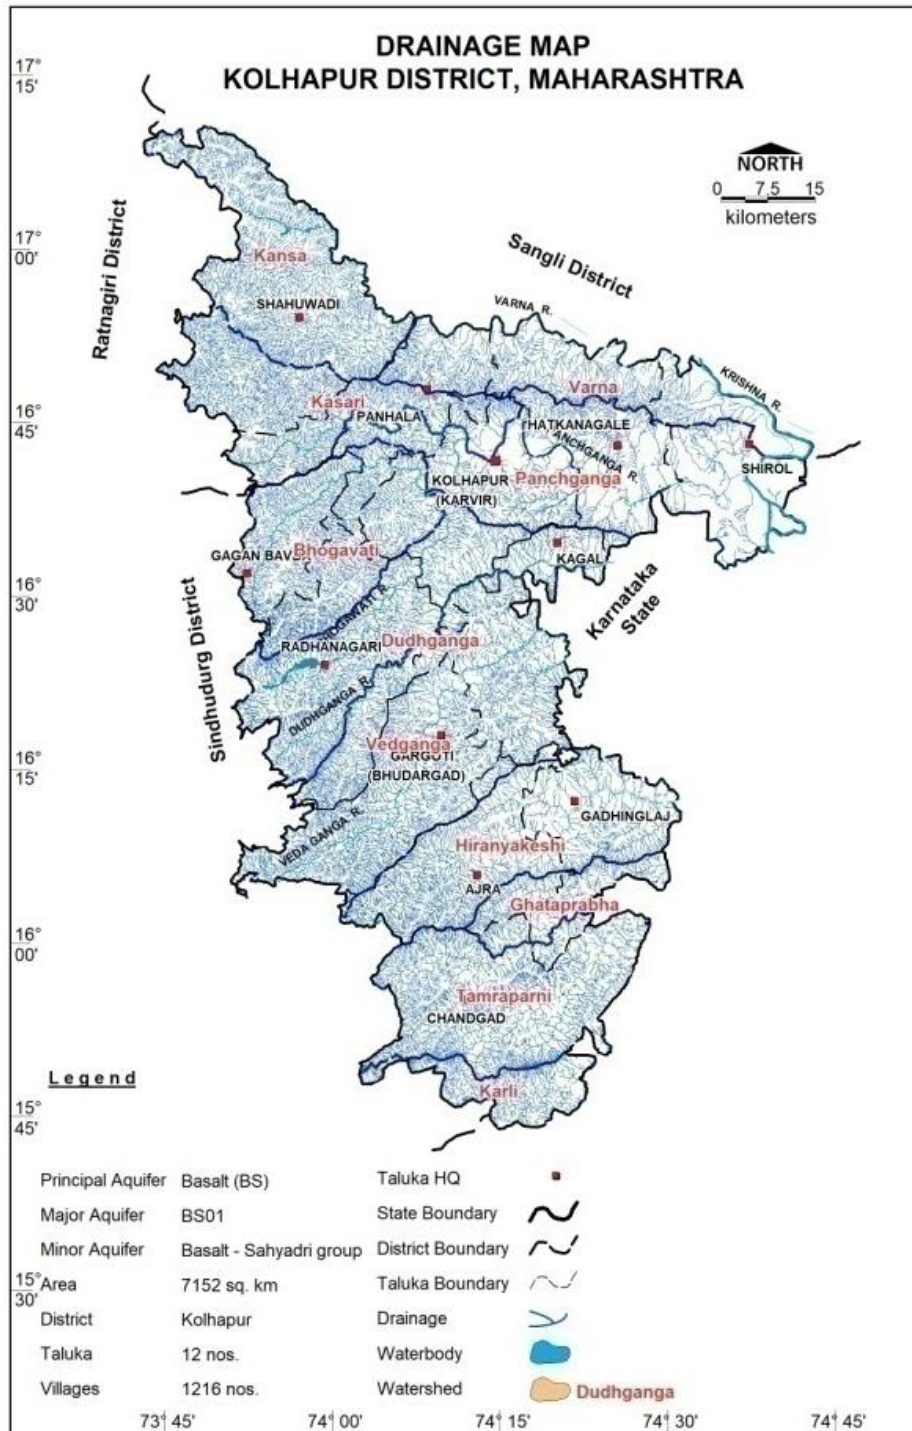 DRAINAGE MAP
KOLHAPUR DISTRICT, MAHARASHTRA
17°
15'
NORTH
0 7.5 15
kilometers
Ratnagiri District
17°
00'
Kansa
Sangli District
SHAHUWADI
VARNA R.
KRISHNA R.
Varna
Kasari
PANHALA
16°
45'
HATKANAGALE
ANCHGANGA R.
SHIROL
KOLHAPUR
(KARVIR)
Panchganga
GAGAN BAV
Bhogavati
KAGAL
16°
30'
Karnataka
State
Sindhudurg District
RADHANAGARI
Dudhganga
DUDHGANGA R.
Vedganga
GARGOTI
(BHUDARGAD)
16°
15'
GADHINGLAJ
VEDA GANGA R.
Hiranyakeshi
AJRA
Ghataprabha
16°
00'
Tamraparni
CHANDGAD
Legend
Karli
15°
45'
Principal Aquifer Basalt (BS) Taluka HQ
Major Aquifer BS01 State Boundary
Minor Aquifer Basalt - Sahyadri group District Boundary
15°
30'
Area 7152 sq. km Taluka Boundary
District Kolhapur Drainage
Taluka 12 nos. Waterbody
Villages 1216 nos. Watershed Dudhganga
73° 45' 74° 00' 74° 15' 74° 30' 74° 45'